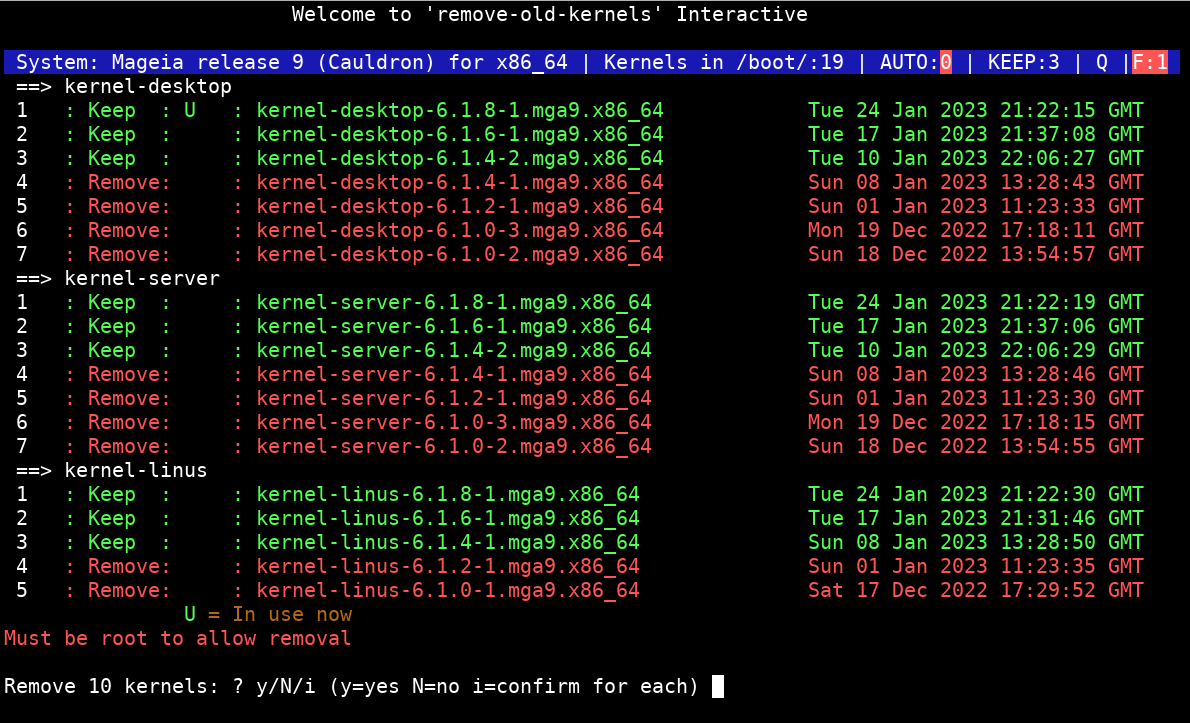 Welcome to 'remove-old-kernels' Interactive
System: Mageia release 9 (Cauldron) for x86_64 | Kernels in /boot/:19 | AUTO:0 | KEEP:3 | Q |F:1
==> kernel-desktop
1 : Keep : U : kernel-desktop-6.1.8-1.mga9.x86_64 Tue 24 Jan 2023 21:22:15 GMT
2 : Keep : : kernel-desktop-6.1.6-1.mga9.x86_64 Tue 17 Jan 2023 21:37:08 GMT
3 : Keep : : kernel-desktop-6.1.4-2.mga9.x86_64 Tue 10 Jan 2023 22:06:27 GMT
4 : Remove: : kernel-desktop-6.1.4-1.mga9.x86_64 Sun 08 Jan 2023 13:28:43 GMT
5 : Remove: : kernel-desktop-6.1.2-1.mga9.x86_64 Sun 01 Jan 2023 11:23:33 GMT
6 : Remove: : kernel-desktop-6.1.0-3.mga9.x86_64 Mon 19 Dec 2022 17:18:11 GMT
7 : Remove: : kernel-desktop-6.1.0-2.mga9.x86_64 Sun 18 Dec 2022 13:54:57 GMT
==> kernel-server
1 : Keep : : kernel-server-6.1.8-1.mga9.x86_64 Tue 24 Jan 2023 21:22:19 GMT
2 : Keep : : kernel-server-6.1.6-1.mga9.x86_64 Tue 17 Jan 2023 21:37:06 GMT
3 : Keep : : kernel-server-6.1.4-2.mga9.x86_64 Tue 10 Jan 2023 22:06:29 GMT
4 : Remove: : kernel-server-6.1.4-1.mga9.x86_64 Sun 08 Jan 2023 13:28:46 GMT
5 : Remove: : kernel-server-6.1.2-1.mga9.x86_64 Sun 01 Jan 2023 11:23:30 GMT
6 : Remove: : kernel-server-6.1.0-3.mga9.x86_64 Mon 19 Dec 2022 17:18:15 GMT
7 : Remove: : kernel-server-6.1.0-2.mga9.x86_64 Sun 18 Dec 2022 13:54:55 GMT
==> kernel-linus
1 : Keep : : kernel-linus-6.1.8-1.mga9.x86_64 Tue 24 Jan 2023 21:22:30 GMT
2 : Keep : : kernel-linus-6.1.6-1.mga9.x86_64 Tue 17 Jan 2023 21:31:46 GMT
3 : Keep : : kernel-linus-6.1.4-1.mga9.x86_64 Sun 08 Jan 2023 13:28:50 GMT
4 : Remove: : kernel-linus-6.1.2-1.mga9.x86_64 Sun 01 Jan 2023 11:23:35 GMT
5 : Remove: : kernel-linus-6.1.0-1.mga9.x86_64 Sat 17 Dec 2022 17:29:52 GMT
U = In use now
Must be root to allow removal
Remove 10 kernels: ? y/N/i (y=yes N=no i=confirm for each)